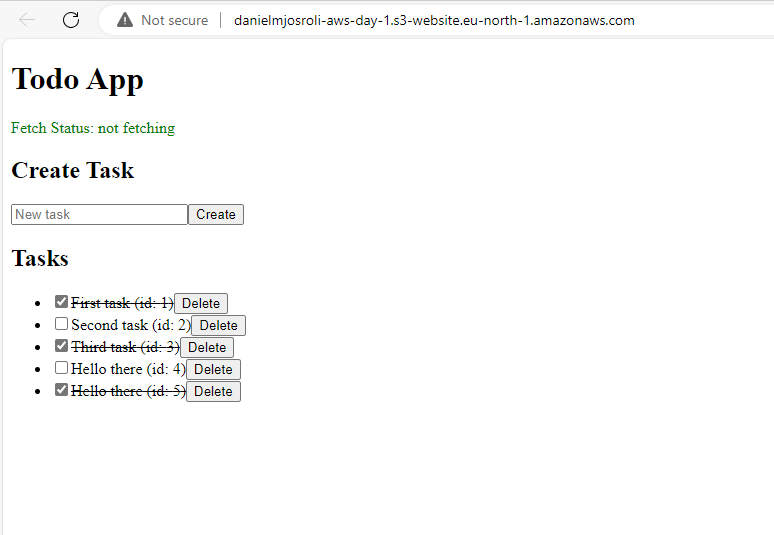 Not secure danielmjosroli-aws-day-1.s3-website.eu-north-1.amazonaws.com
Todo App
Fetch Status: not fetching
Create Task
New task Create
Tasks
First task (id: 1) Delete
Second task (id: 2) Delete
Third task (id: 3) Delete
Hello there (id: 4) Delete
Hello there (id: 5) Delete